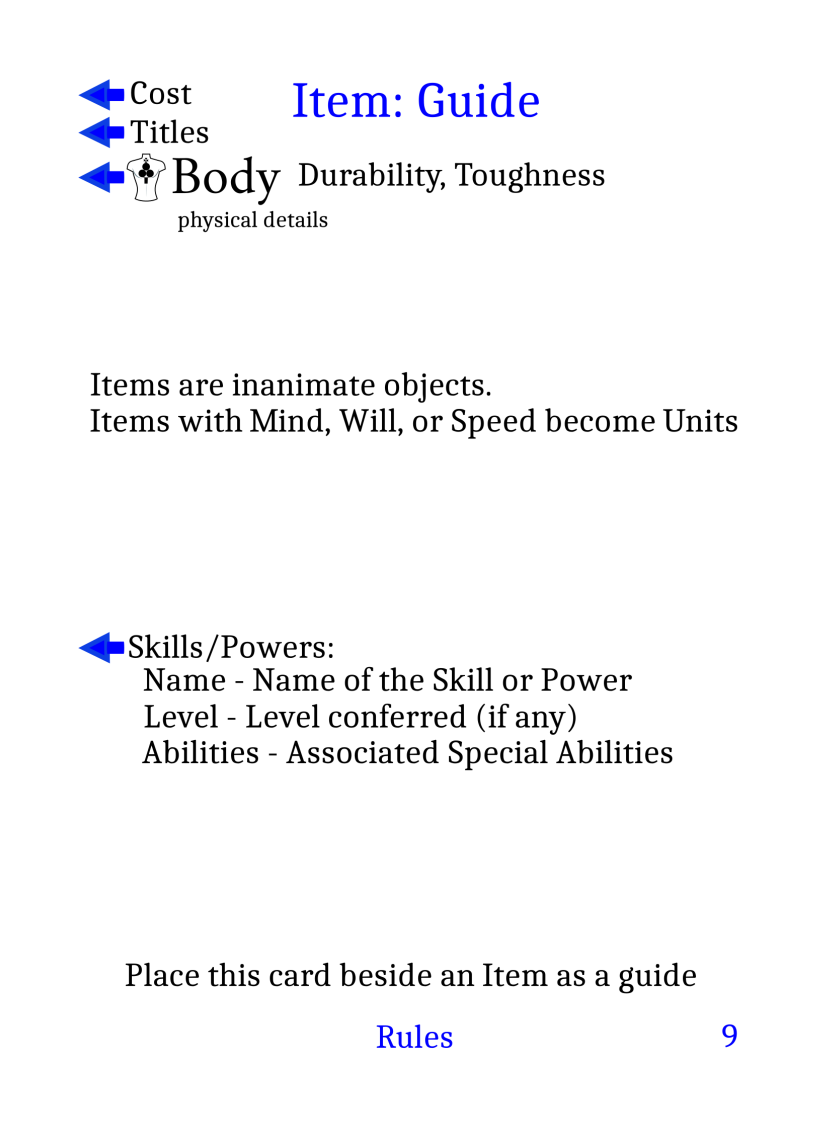 Item: Guide
Cost
Titles
Body Durability, Toughness
physical details
Items are inanimate objects.
Items with Mind, Will, or Speed become Units
Skills/Powers:
Name - Name of the Skill or Power
Level - Level conferred (if any)
Abilities - Associated Special Abilities
Place this card beside an Item as a guide
Rules 9